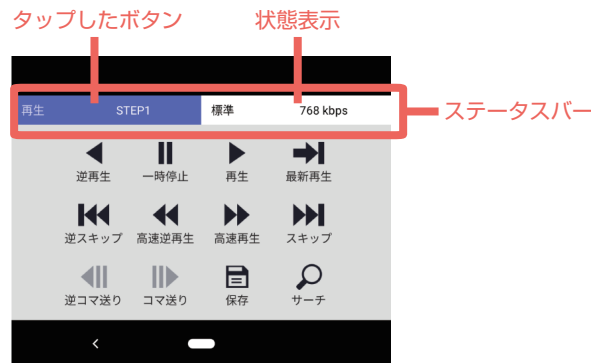 タップしたボタン 状態表示
再生 STEP1 標準 768 kbps
ステータスバー
逆再生 一時停止 再生 最新再生
逆スキップ 高速逆再生 高速再生 スキップ
逆コマ送り コマ送り 保存 サーチ